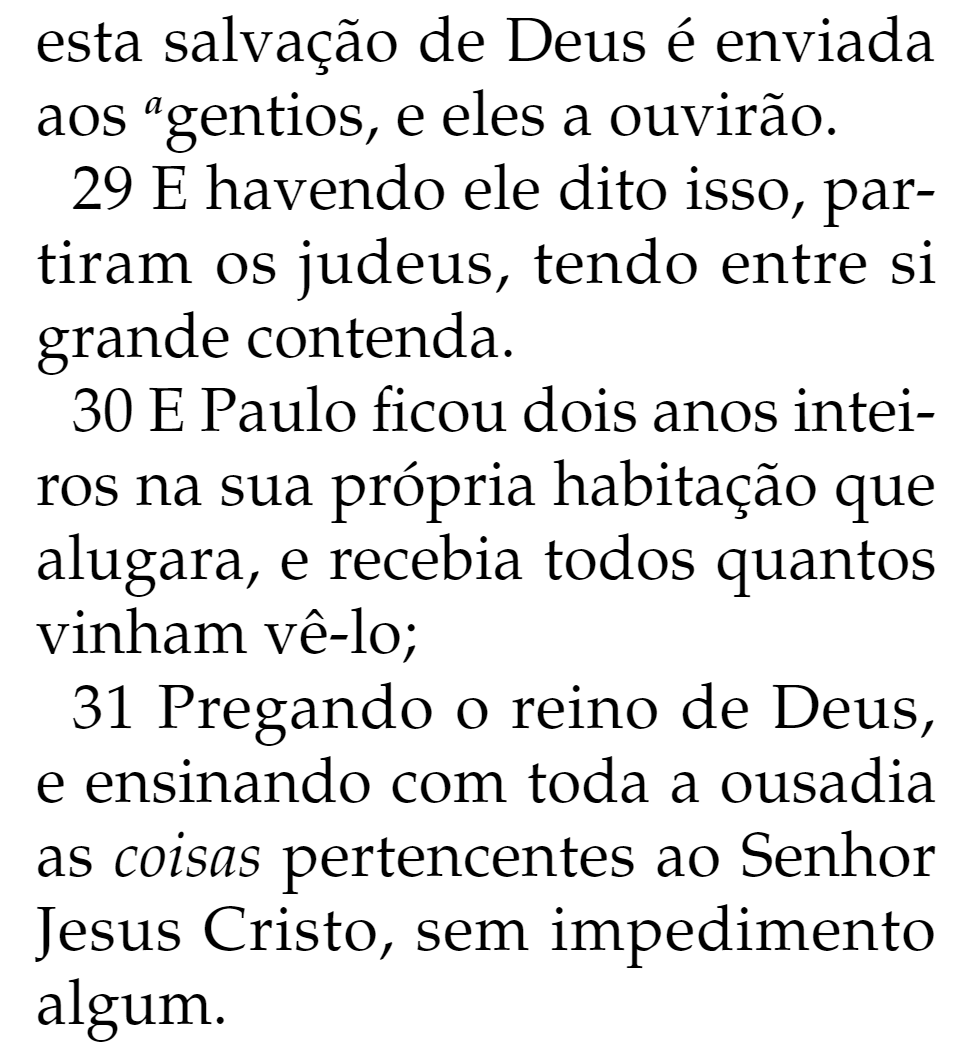 esta salvação de Deus é enviada
aos ᵃgentios, e eles a ouvirão.
29 E havendo ele dito isso, par-
tiram os judeus, tendo entre si
grande contenda.
30 E Paulo ficou dois anos intei-
ros na sua própria habitação que
alugara, e recebia todos quantos
vinham vê-lo;
31 Pregando o reino de Deus,
e ensinando com toda a ousadia
as coisas pertencentes ao Senhor
Jesus Cristo, sem impedimento
algum.